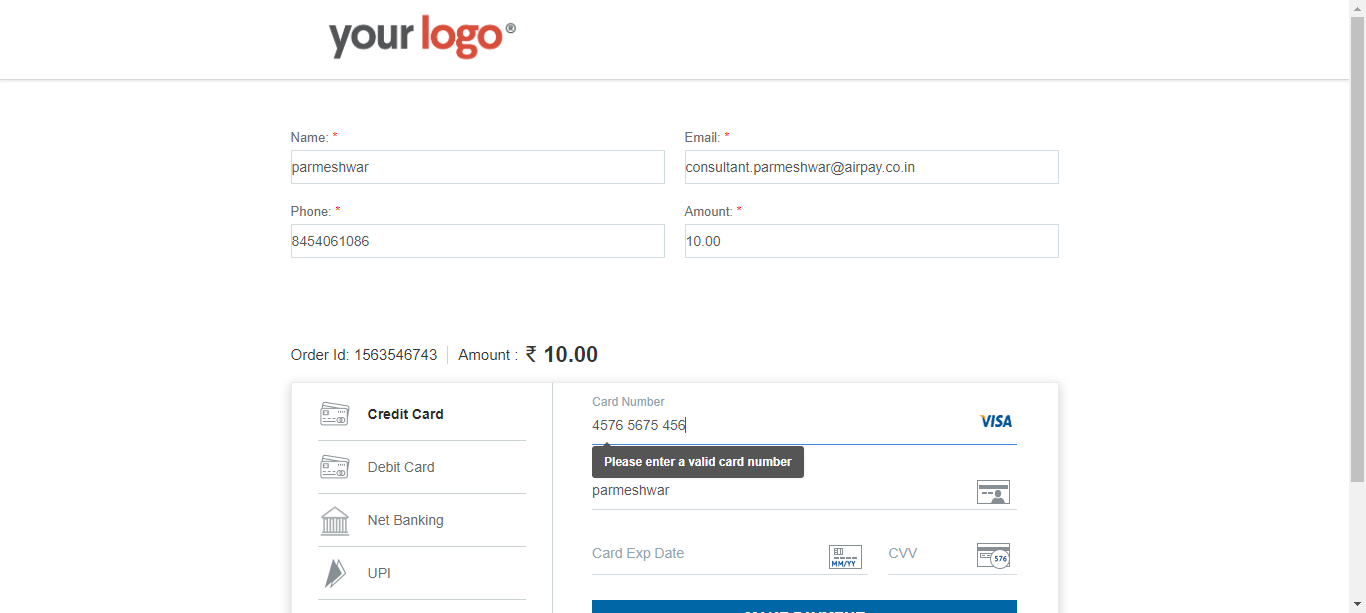 your logo®
Name: * Email: *
parmeshwar consultant.parmeshwar@airpay.co.in
Phone: * Amount: *
8454061086 10.00
Order Id: 1563546743 Amount : ₹ 10.00
Credit Card
Debit Card
Net Banking
UPI
Card Number
4576 5675 456 VISA
Please enter a valid card number
parmeshwar
Card Exp Date MM/YY CVV 576
MAKE PAYMENT